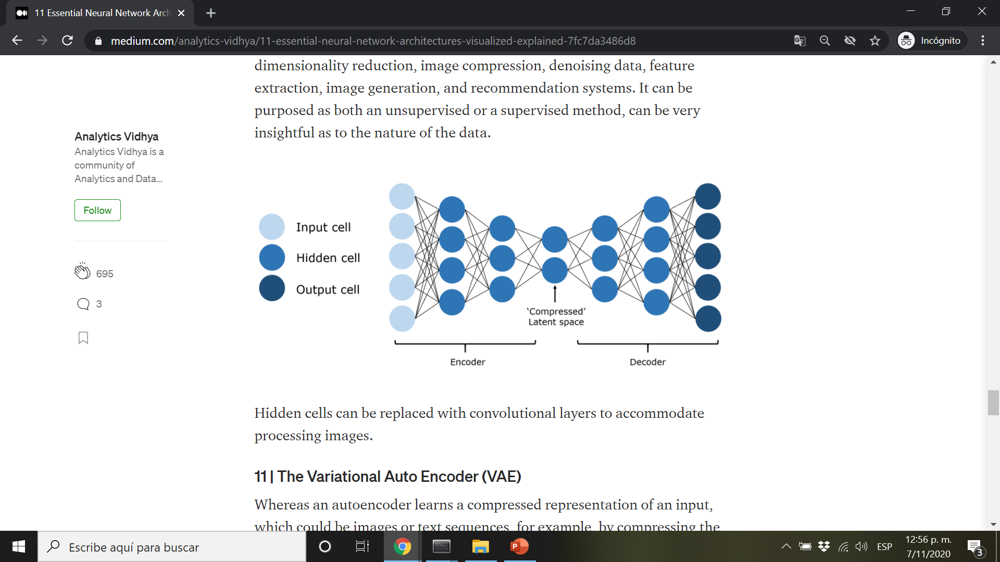 11 Essential Neural Network Arch
medium.com/analytics-vidhya/11-essential-neural-network-architectures-visualized-explained-7fc7da3486d8
Incógnito
dimensionality reduction, image compression, denoising data, feature
extraction, image generation, and recommendation systems. It can be
purposed as both an unsupervised or a supervised method, can be very
insightful as to the nature of the data.
Analytics Vidhya
Analytics Vidhya is a
community of
Analytics and Data...
Follow
695
3
Input cell
Hidden cell
Output cell
‘Compressed’
Latent space
Encoder
Decoder
Hidden cells can be replaced with convolutional layers to accommodate
processing images.
11 | The Variational Auto Encoder (VAE)
Whereas an autoencoder learns a compressed representation of an input,
which could be images or text sequences, for example, by compressing the
Escribe aquí para buscar
ESP
12:56 p. m.
7/11/2020
3